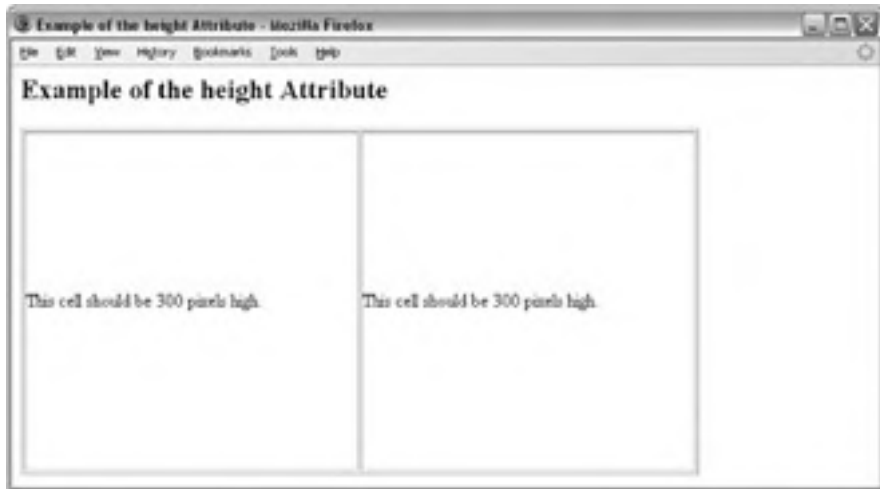 Example of the height Attribute - Mozilla Firefox
File Edit View History Bookmarks Tools Help
Example of the height Attribute
This cell should be 300 pixels high. This cell should be 300 pixels high.